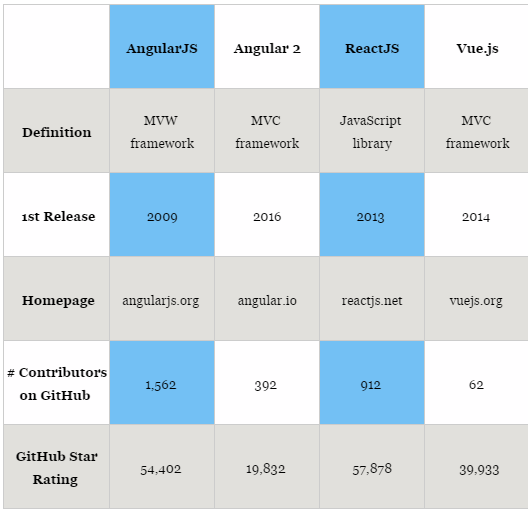 AngularJS Angular 2 ReactJS Vue.js
Definition MVW framework MVC framework JavaScript library MVC framework
1st Release 2009 2016 2013 2014
Homepage angularjs.org angular.io reactjs.net vuejs.org
# Contributors on GitHub 1,562 392 912 62
GitHub Star Rating 54,402 19,832 57,878 39,933